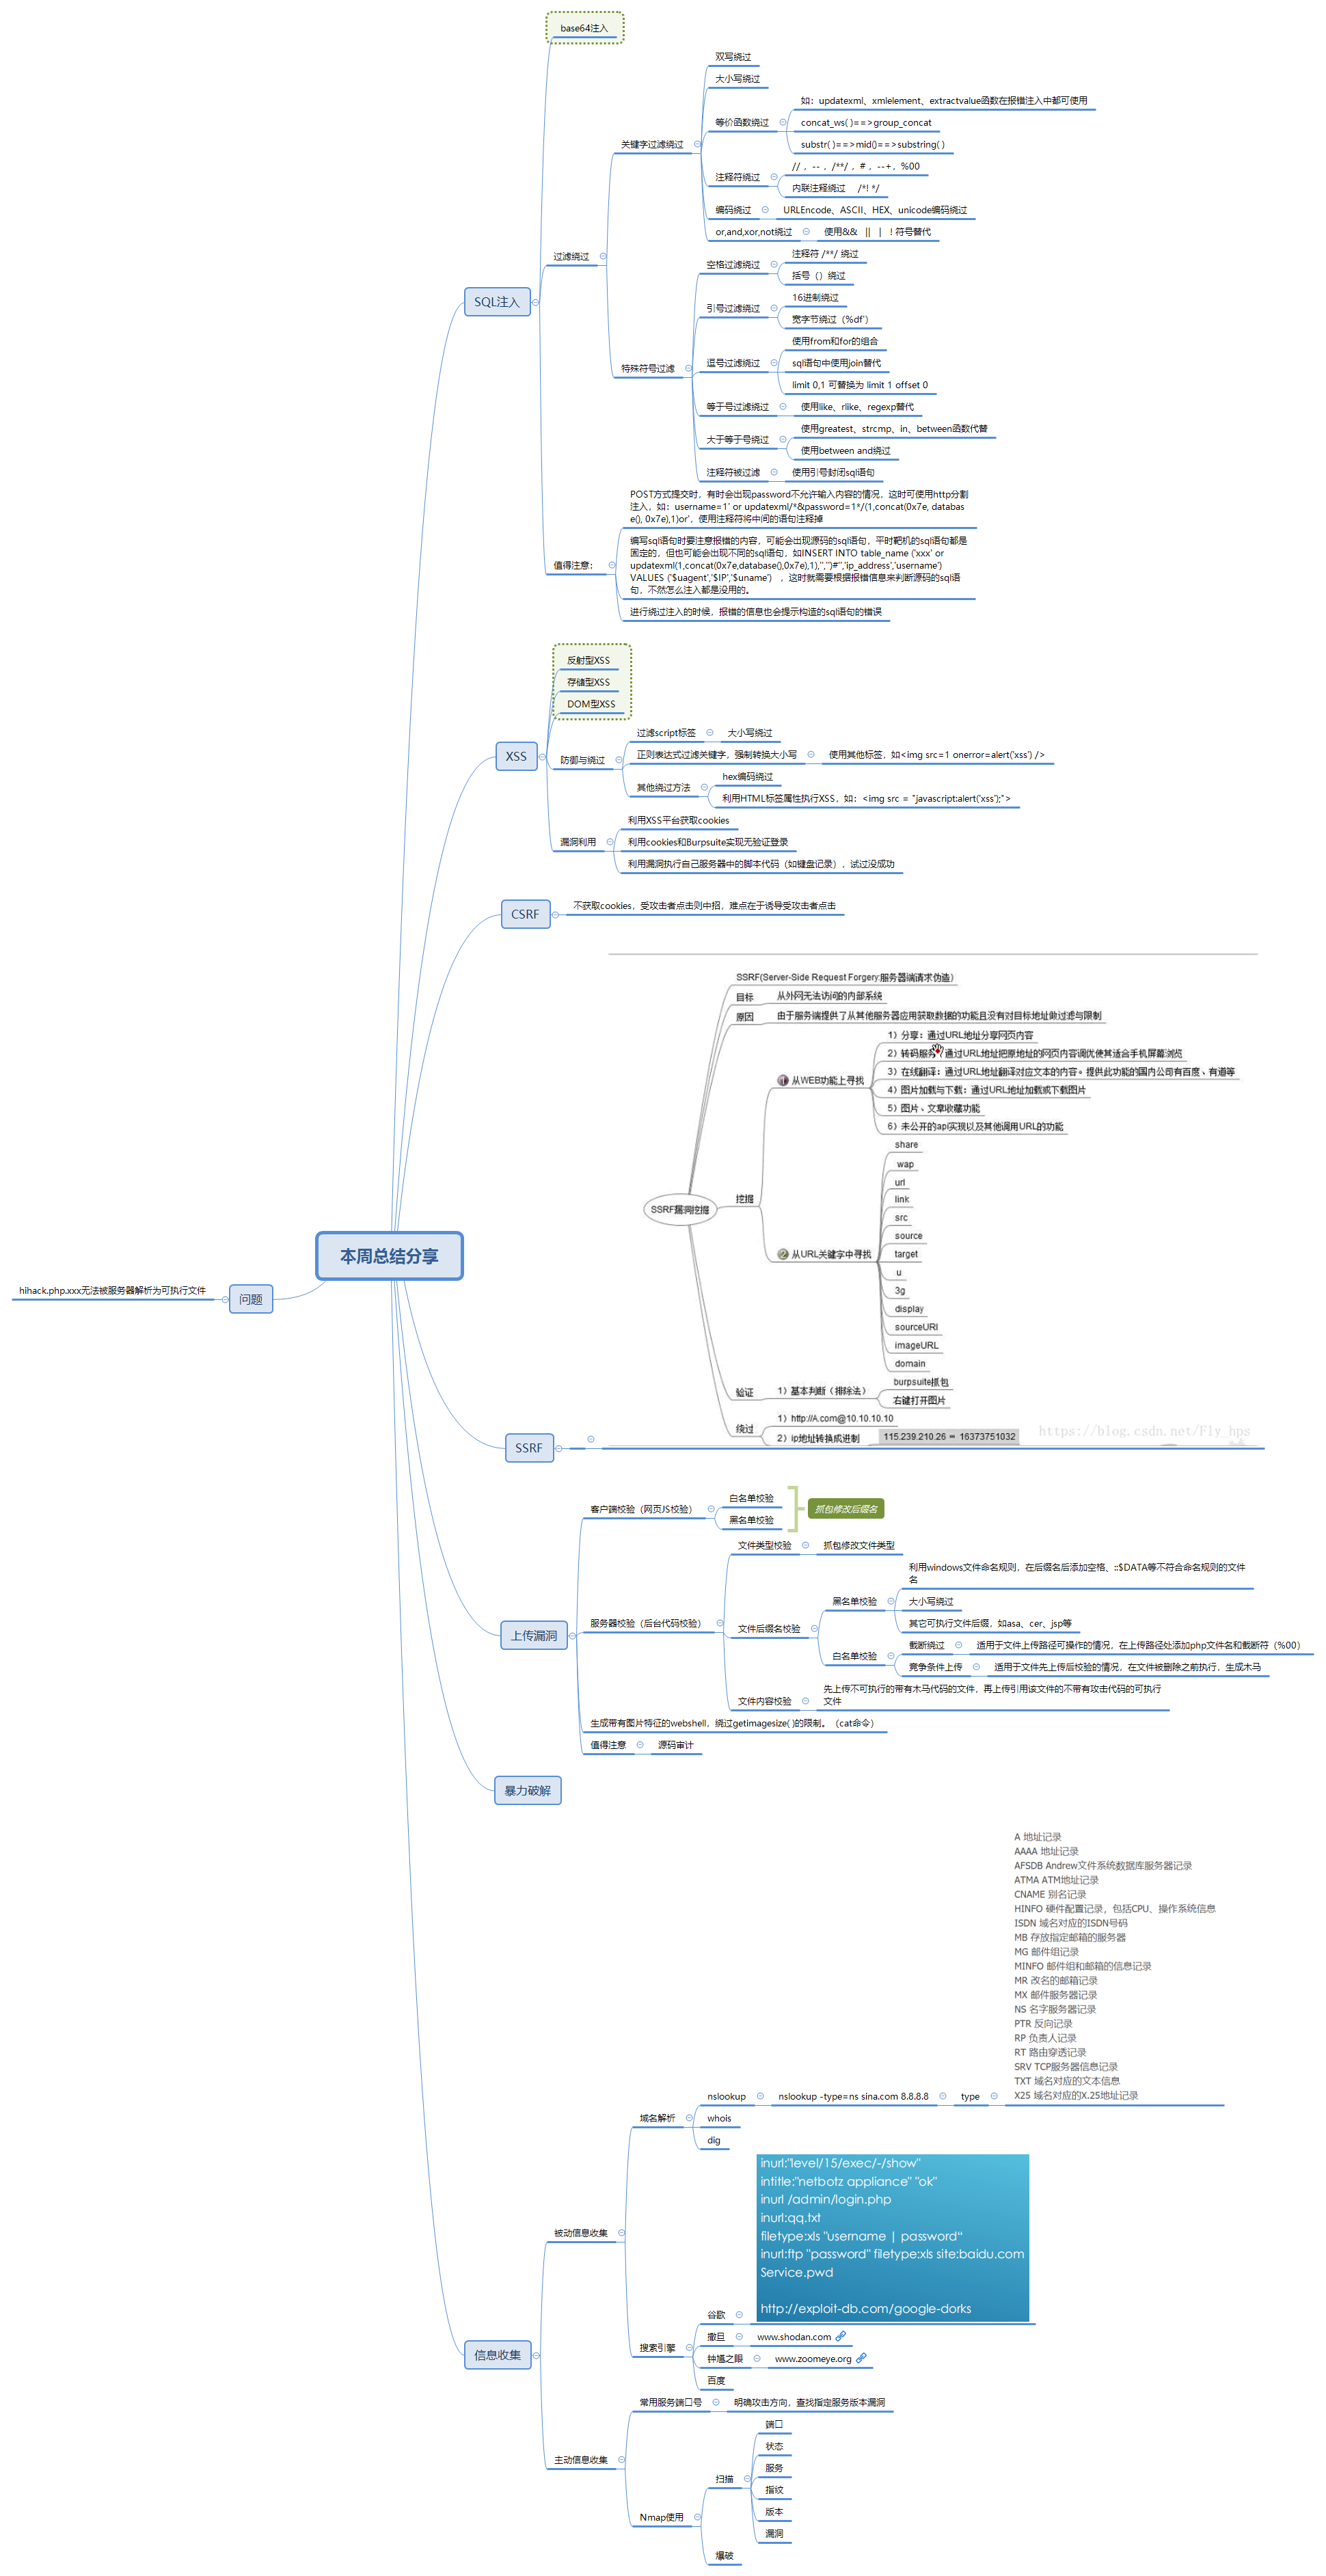 base64注入
双写绕过
大小写绕过
如：updatexml、xmlelement、extractvalue函数在报错注入中都可使用
等价函数绕过
concat_ws( )==>group_concat
substr( )==>mid()==>substring( )
关键字过滤绕过
// ，-- ，/**/ ，# ，--+，%00
注释符绕过
内联注释绕过 /*! */
编码绕过
URLEncode、ASCII、HEX、unicode编码绕过
or,and,xor,not绕过
使用&& || | ! 符号替代
过滤绕过
注释符 /**/ 绕过
空格过滤绕过
括号（）绕过
SQL注入
16进制绕过
引号过滤绕过
宽字节绕过（%df'）
使用from和for的组合
逗号过滤绕过
sql语句中使用join替代
特殊符号过滤
limit 0,1 可替换为 limit 1 offset 0
等于号过滤绕过
使用like、rlike、regexp替代
使用greatest、strcmp、in、between函数代替
大于等于号绕过
使用between and绕过
注释符被过滤
使用引号封闭sql语句
POST方式提交时，有时会出现password不允许输入内容的情况，这时可使用http分割
注入，如：username=1' or updatexml/*&password=1*/(1,concat(0x7e, databas
e(), 0x7e),1)or'，使用注释符将中间的语句注释掉
编写sql语句时要注意报错的内容，可能会出现源码的sql语句，平时靶机的sql语句都是
固定的，但也可能会出现不同的sql语句，如INSERT INTO table_name ('xxx' or
updatexml(1,concat(0x7e,database(),0x7e),1),'','')#'','ip_address','username')
VALUES ('$uagent','$IP','$uname') ，这时就需要根据报错信息来判断源码的sql语
句，不然怎么注入都是没用的。
值得注意：
进行绕过注入的时候，报错的信息也会提示构造的sql语句的错误
反射型XSS
存储型XSS
DOM型XSS
过滤script标签
大小写绕过
XSS
防御与绕过
正则表达式过滤关键字，强制转换大小写
使用其他标签，如<img src=1 onerror=alert('xss') />
hex编码绕过
其他绕过方法
利用HTML标签属性执行XSS，如：<img src = "javascript:alert('xss');">
利用XSS平台获取cookies
漏洞利用
利用cookies和Burpsuite实现无验证登录
利用漏洞执行自己服务器中的脚本代码（如键盘记录），试过没成功
CSRF
不获取cookies，受攻击者点击则中招，难点在于诱导受攻击者点击
SSRF(Server-Side Request Forgery:服务器端请求伪造)
目标
从外网无法访问的内部系统
原因
由于服务端提供了从其他服务器应用获取数据的功能且没有对目标地址做过滤与限制
1）分享：通过URL地址分享网页内容
2）转码服务：通过URL地址把原地址的网页内容调优使其适合手机屏幕浏览
3）在线翻译：通过URL地址翻译对应文本的内容。提供此功能的国内公司有百度、有道等
1 从WEB功能上寻找
4）图片加载与下载：通过URL地址加载或下载图片
5）图片、文章收藏功能
6）未公开的api实现以及其他调用URL的功能
share
wap
url
挖掘
link
SSRF漏洞挖掘
src
source
2 从URL关键字中寻找
target
u
3g
display
sourceURl
imageURL
domain
验证
1）基本判断（排除法）
burpsuite抓包
右键打开图片
绕过
1）http://A.com@10.10.10.10
2）ip地址转换成进制
115.239.210.26 = 16373751032
https://blog.csdn.net/Fly_hps
SSRF
本周总结分享
问题
hihack.php.xxx无法被服务器解析为可执行文件
客户端校验（网页JS校验）
白名单校验
黑名单校验
抓包修改后缀名
文件类型校验
抓包修改文件类型
利用windows文件命名规则，在后缀名后添加空格、::$DATA等不符合命名规则的文件
名
黑名单校验
大小写绕过
服务器校验（后台代码校验）
其它可执行文件后缀，如asa、cer、jsp等
文件后缀名校验
上传漏洞
截断绕过
适用于文件上传路径可操作的情况，在上传路径处添加php文件名和截断符（%00）
白名单校验
竞争条件上传
适用于文件先上传后校验的情况，在文件被删除之前执行，生成木马
文件内容校验
先上传不可执行的带有木马代码的文件，再上传引用该文件的不带有攻击代码的可执行
文件
生成带有图片特征的webshell，绕过getimagesize( )的限制。（cat命令）
值得注意
源码审计
暴力破解
A 地址记录
AAAA 地址记录
AFSDB Andrew文件系统数据库服务器记录
ATMA ATM地址记录
CNAME 别名记录
HINFO 硬件配置记录，包括CPU、操作系统信息
ISDN 域名对应的ISDN号码
MB 存放指定邮箱的服务器
MG 邮件组记录
MINFO 邮件组和邮箱的信息记录
MR 改名的邮箱记录
MX 邮件服务器记录
NS 名字服务器记录
PTR 反向记录
RP 负责人记录
RT 路由穿透记录
SRV TCP服务器信息记录
TXT 域名对应的文本信息
X25 域名对应的X.25地址记录
nslookup
nslookup -type=ns sina.com 8.8.8.8
type
域名解析
whois
dig
inurl:"level/15/exec/-/show"
intitle:"netbotz appliance" "ok"
inurl /admin/login.php
inurl:qq.txt
filetype:xls "username | password“
inurl:ftp "password" filetype:xls site:baidu.com
Service.pwd
http://exploit-db.com/google-dorks
被动信息收集
谷歌
撒旦
www.shodan.com
搜索引擎
钟馗之眼
www.zoomeye.org
百度
信息收集
常用服务端口号
明确攻击方向，查找指定服务版本漏洞
主动信息收集
端口
状态
服务
扫描
指纹
版本
漏洞
Nmap使用
爆破